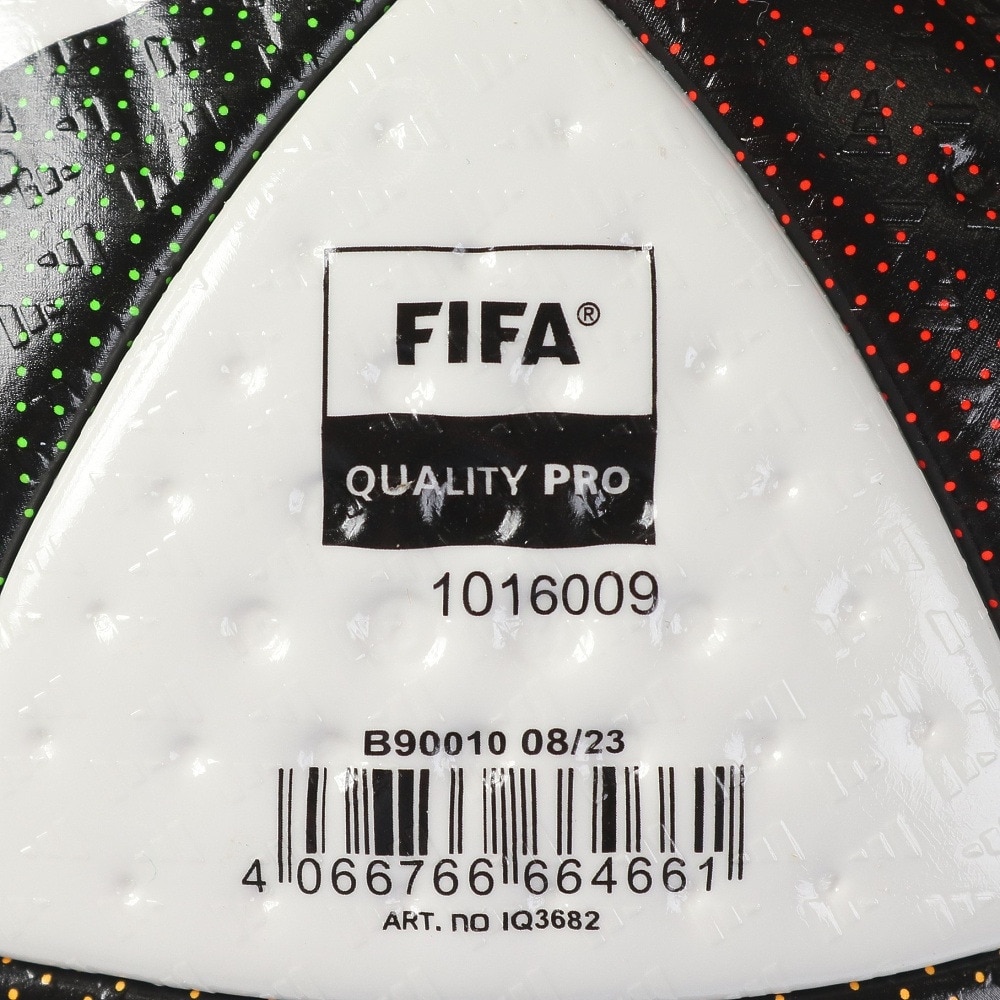 FIFA®
QUALITY PRO
1016009
B90010 08/23
4 066766 664661
ART. no IQ3682